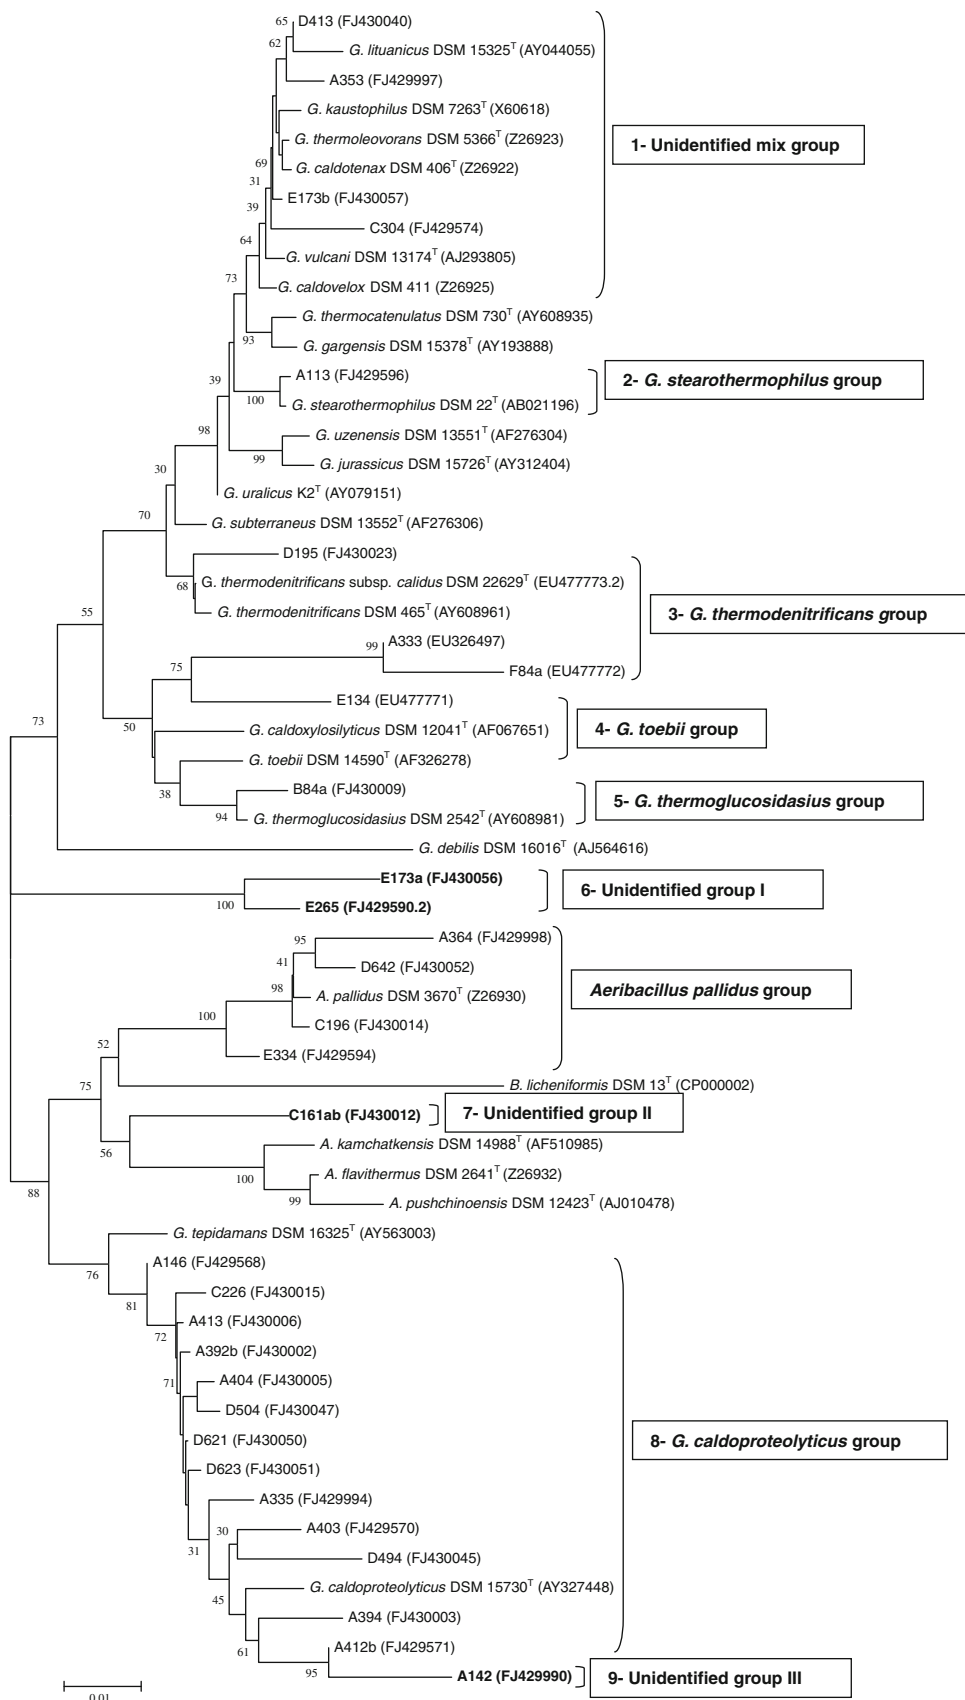 65
D413 (FJ430040)
62
G. lituanicus DSM 15325T (AY044055)
A353 (FJ429997)
G. kaustophilus DSM 7263T (X60618)
G. thermoleovorans DSM 5366T (Z26923)
1- Unidentified mix group
69
G. caldotenax DSM 406T (Z26922)
31
E173b (FJ430057)
39
C304 (FJ429574)
64
G. vulcani DSM 13174T (AJ293805)
73
G. caldovelox DSM 411 (Z26925)
G. thermocatenulatus DSM 730T (AY608935)
93
G. gargensis DSM 15378T (AY193888)
39
A113 (FJ429596)
2- G. stearothermophilus group
100
G. stearothermophilus DSM 22T (AB021196)
98
G. uzenensis DSM 13551T (AF276304)
99
G. jurassicus DSM 15726T (AY312404)
30
G. uralicus K2T (AY079151)
70
G. subterraneus DSM 13552T (AF276306)
D195 (FJ430023)
68
G. thermodenitrificans subsp. calidus DSM 22629T (EU477773.2)
55
G. thermodenitrificans DSM 465T (AY608961)
3- G. thermodenitrificans group
99
A333 (EU326497)
75
F84a (EU477772)
E134 (EU477771)
73
50
G. caldoxylosilyticus DSM 12041T (AF067651)
4- G. toebii group
G. toebii DSM 14590T (AF326278)
38
B84a (FJ430009)
5- G. thermoglucosidasius group
94
G. thermoglucosidasius DSM 2542T (AY608981)
G. debilis DSM 16016T (AJ564616)
E173a (FJ430056)
6- Unidentified group I
100
E265 (FJ429590.2)
95
A364 (FJ429998)
41
D642 (FJ430052)
98
A. pallidus DSM 3670T (Z26930)
Aeribacillus pallidus group
100
C196 (FJ430014)
52
E334 (FJ429594)
75
B. licheniformis DSM 13T (CP000002)
C161ab (FJ430012)
7- Unidentified group II
56
A. kamchatkensis DSM 14988T (AF510985)
100
A. flavithermus DSM 2641T (Z26932)
88
99
A. pushchinoensis DSM 12423T (AJ010478)
G. tepidamans DSM 16325T (AY563003)
76
A146 (FJ429568)
81
C226 (FJ430015)
72
A413 (FJ430006)
A392b (FJ430002)
71
A404 (FJ430005)
D504 (FJ430047)
D621 (FJ430050)
8- G. caldoproteolyticus group
D623 (FJ430051)
A335 (FJ429994)
30
A403 (FJ429570)
31
D494 (FJ430045)
45
G. caldoproteolyticus DSM 15730T (AY327448)
A394 (FJ430003)
61
A412b (FJ429571)
95
A142 (FJ429990)
9- Unidentified group III
0.01